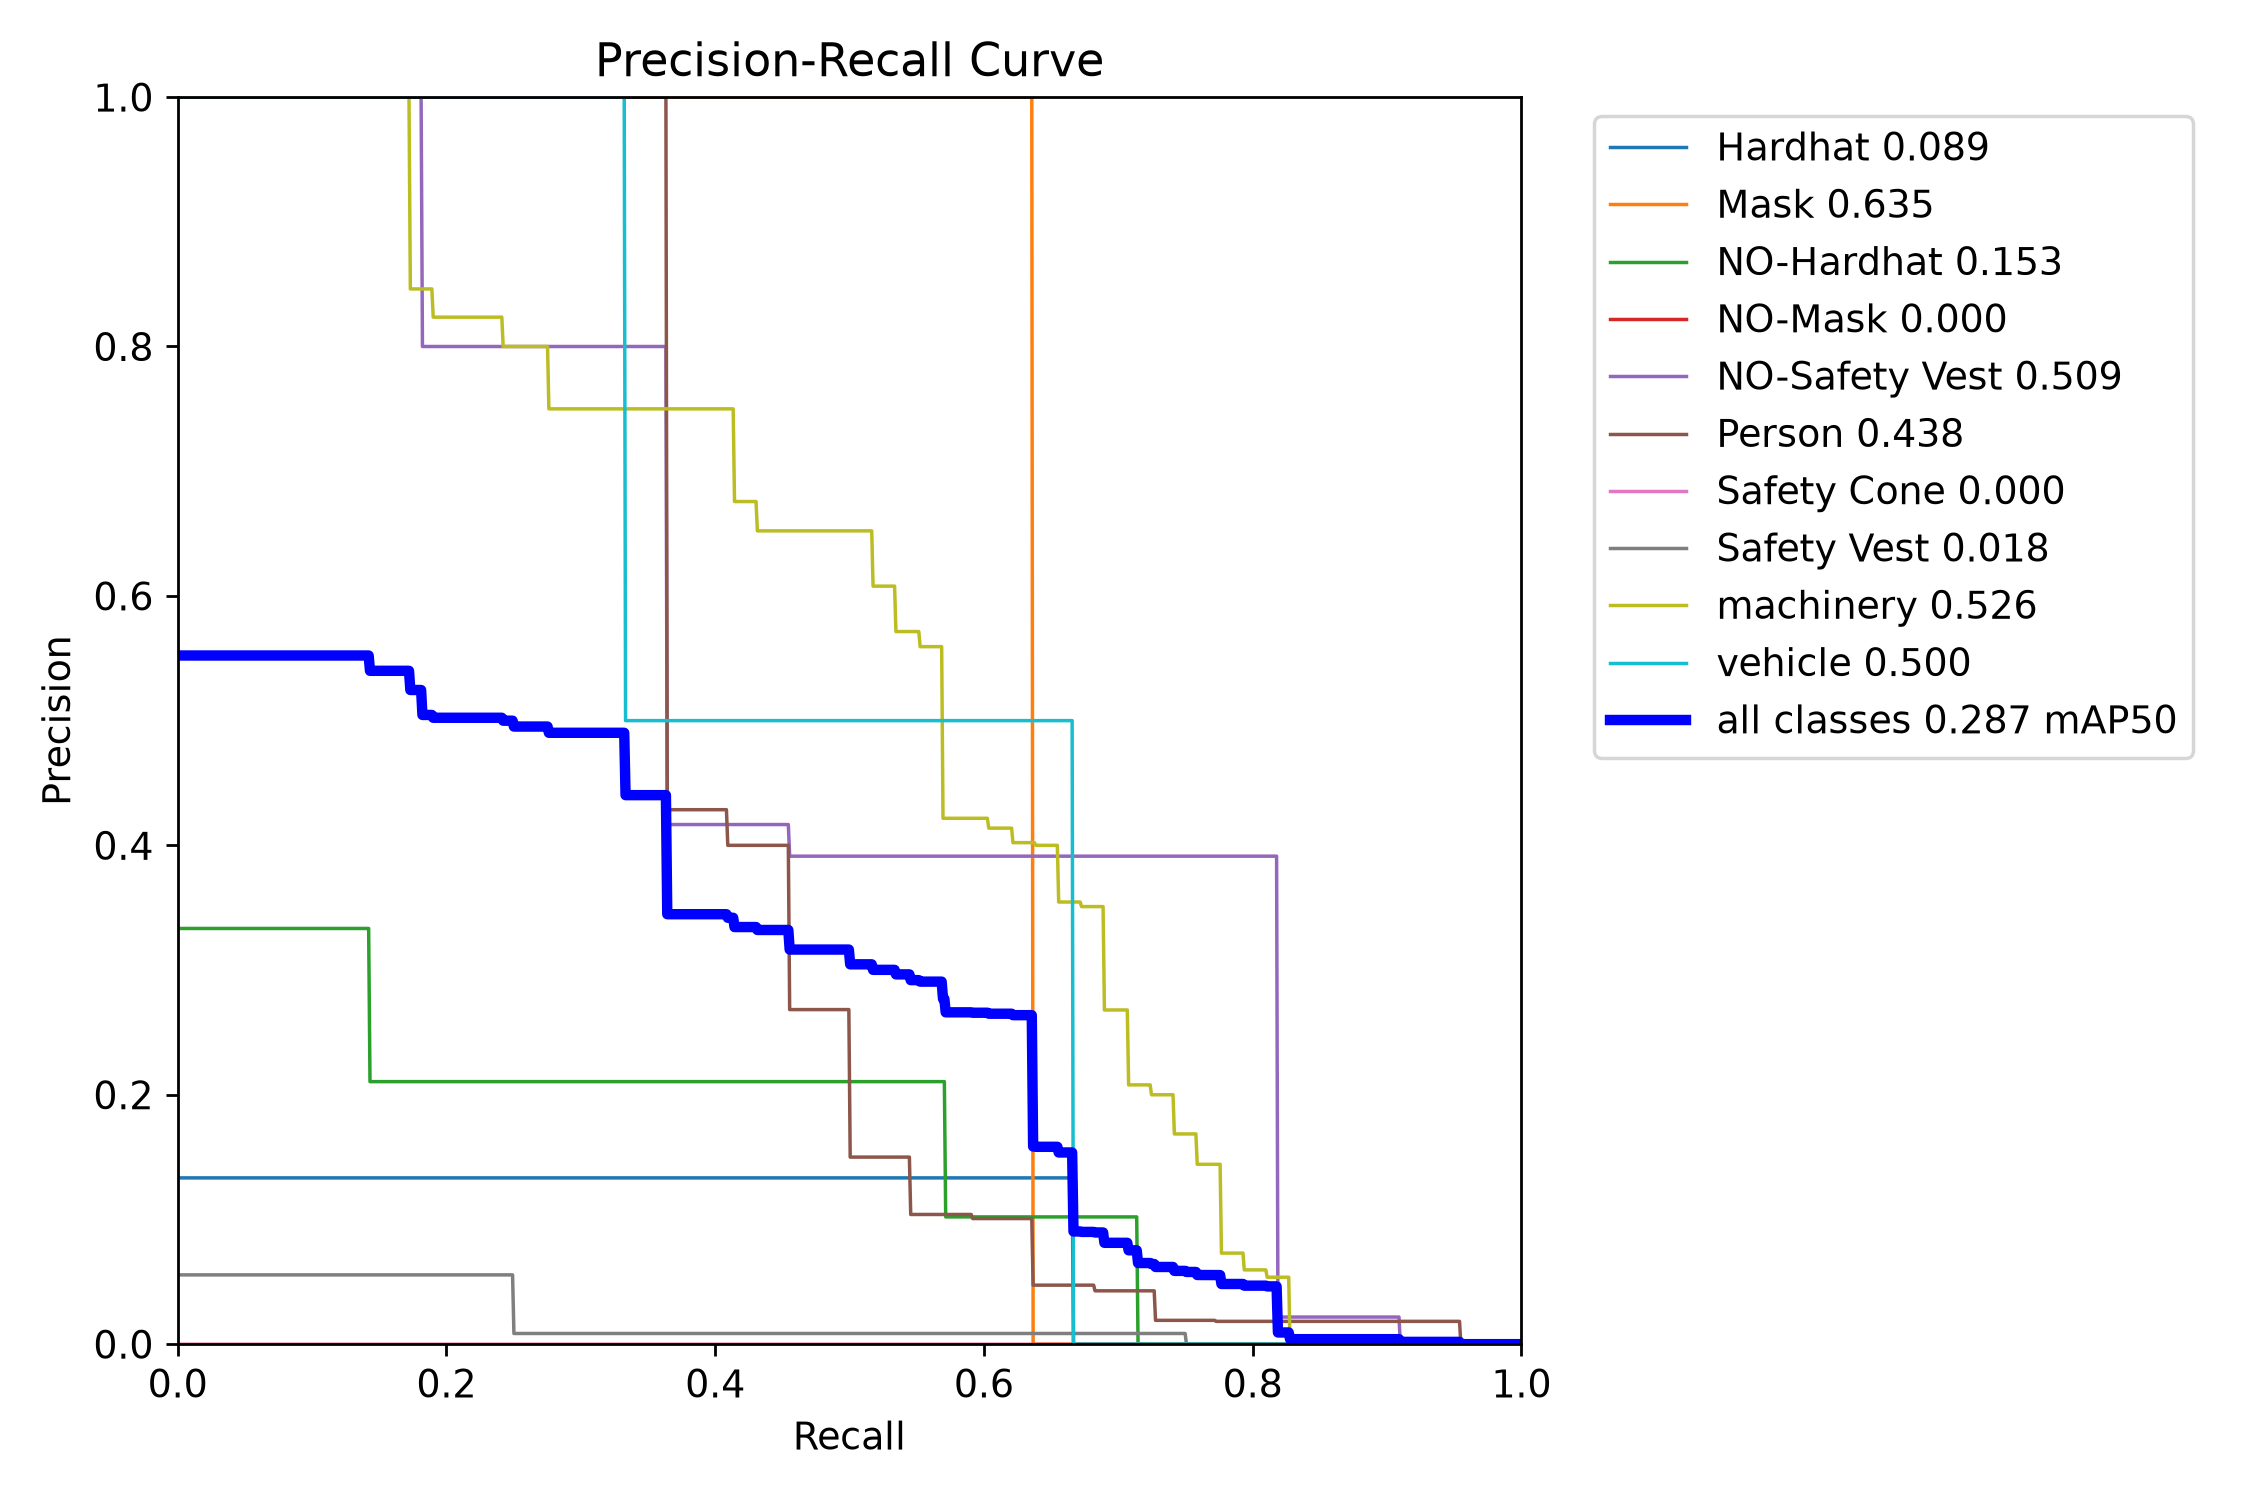 Precision-Recall Curve
1.0
0.8
0.6
0.4
0.2
0.0
Precision
0.0 0.2 0.4 0.6 0.8 1.0
Recall
Hardhat 0.089
Mask 0.635
NO-Hardhat 0.153
NO-Mask 0.000
NO-Safety Vest 0.509
Person 0.438
Safety Cone 0.000
Safety Vest 0.018
machinery 0.526
vehicle 0.500
all classes 0.287 mAP50